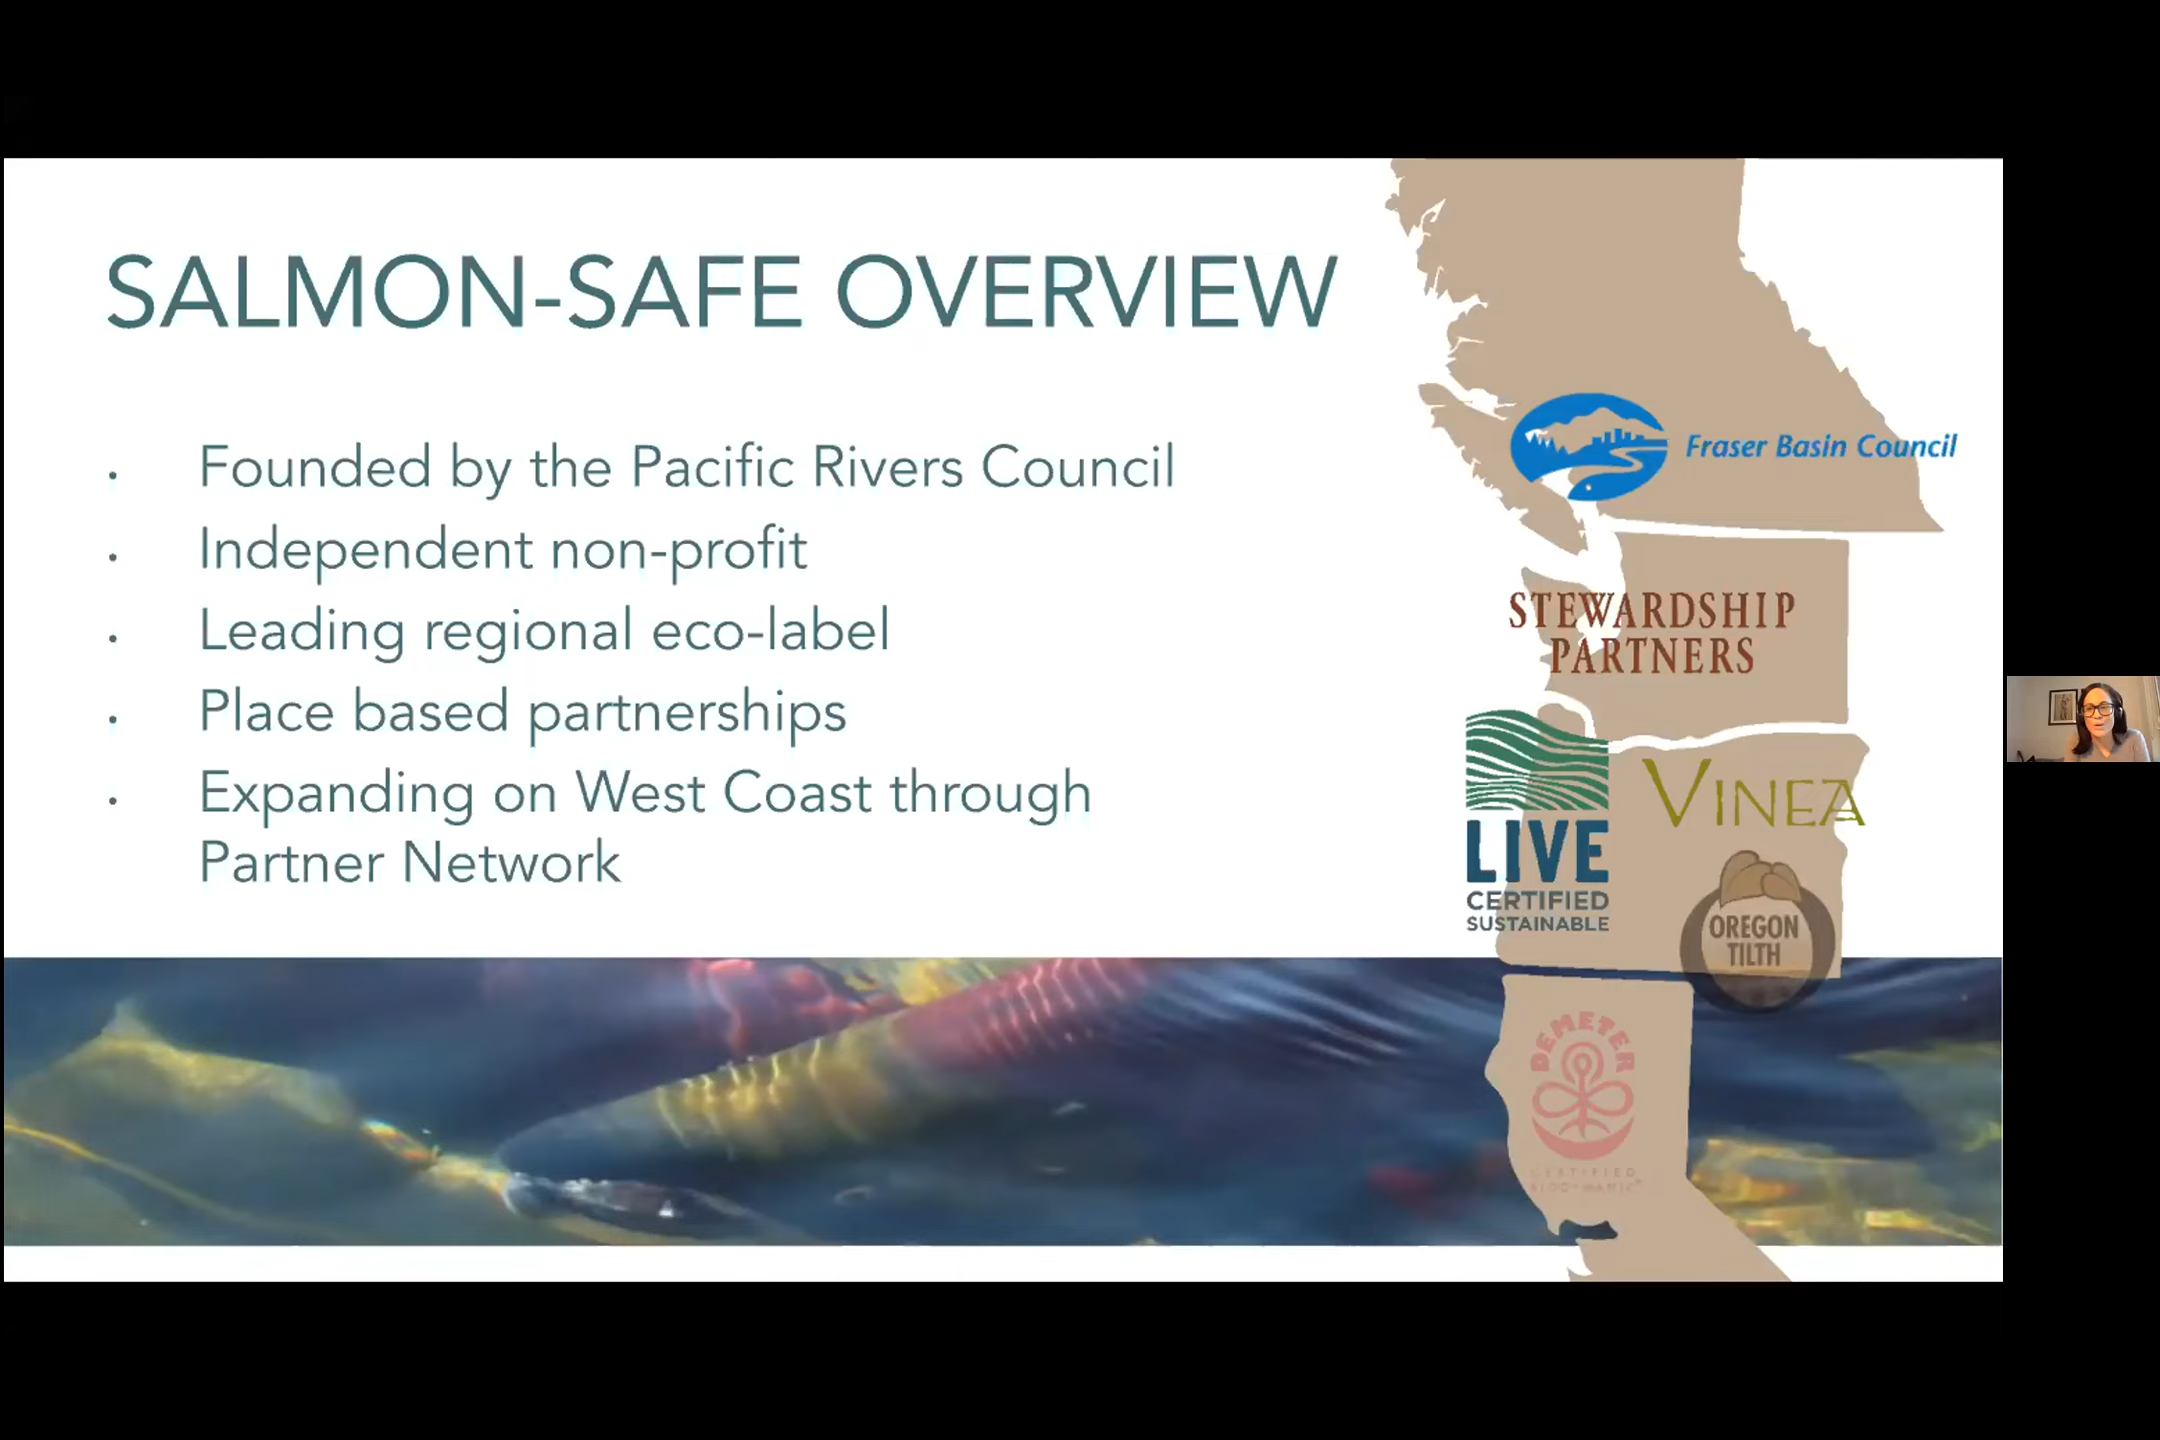 SALMON-SAFE OVERVIEW
• Founded by the Pacific Rivers Council
• Independent non-profit
• Leading regional eco-label
• Place based partnerships
• Expanding on West Coast through
Partner Network
Fraser Basin Council
STEWARDSHIP
PARTNERS
LIVE
CERTIFIED
SUSTAINABLE
VINEA
OREGON
TILTH
DEMETER
CERTIFIED
BIODYNAMIC®